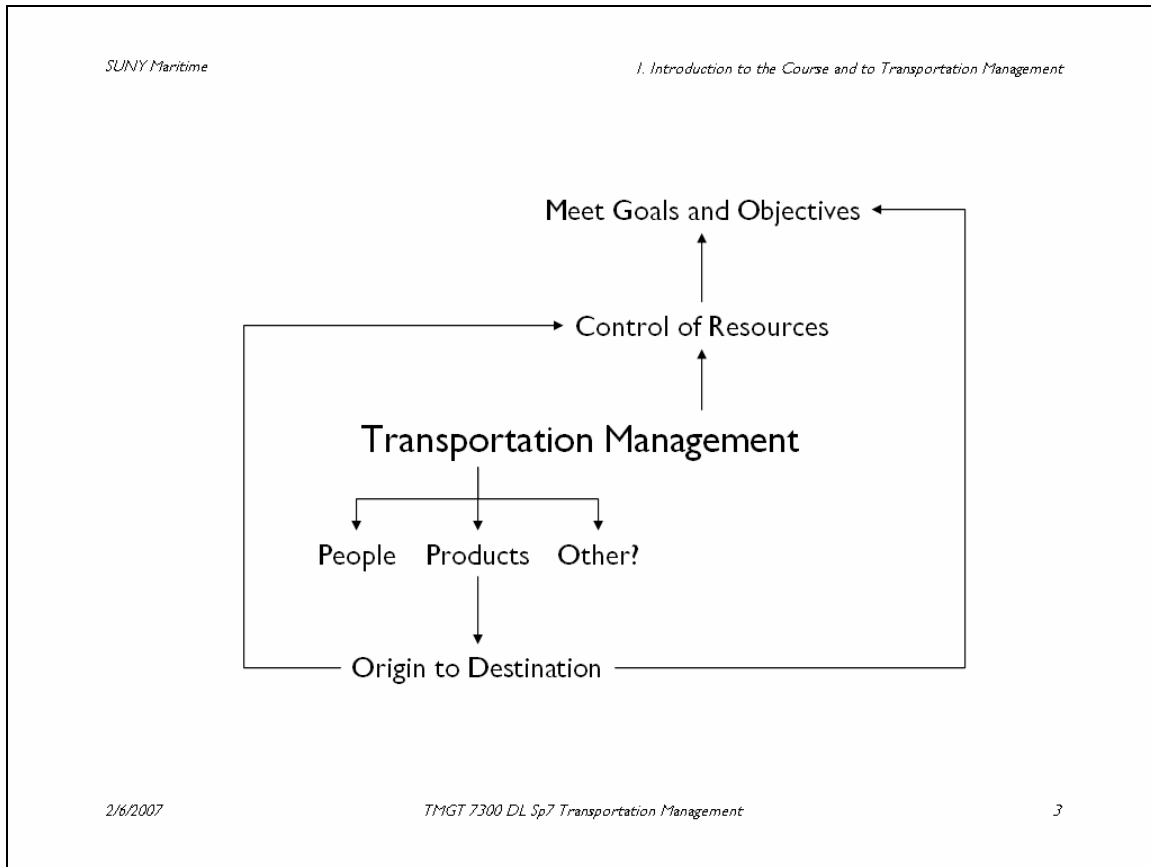 SUNY Maritime
1. Introduction to the Course and to Transportation Management
Meet Goals and Objectives
Control of Resources
Transportation Management
People Products Other?
Origin to Destination
2/6/2007
TMGT 7300 DL Sp7 Transportation Management
3